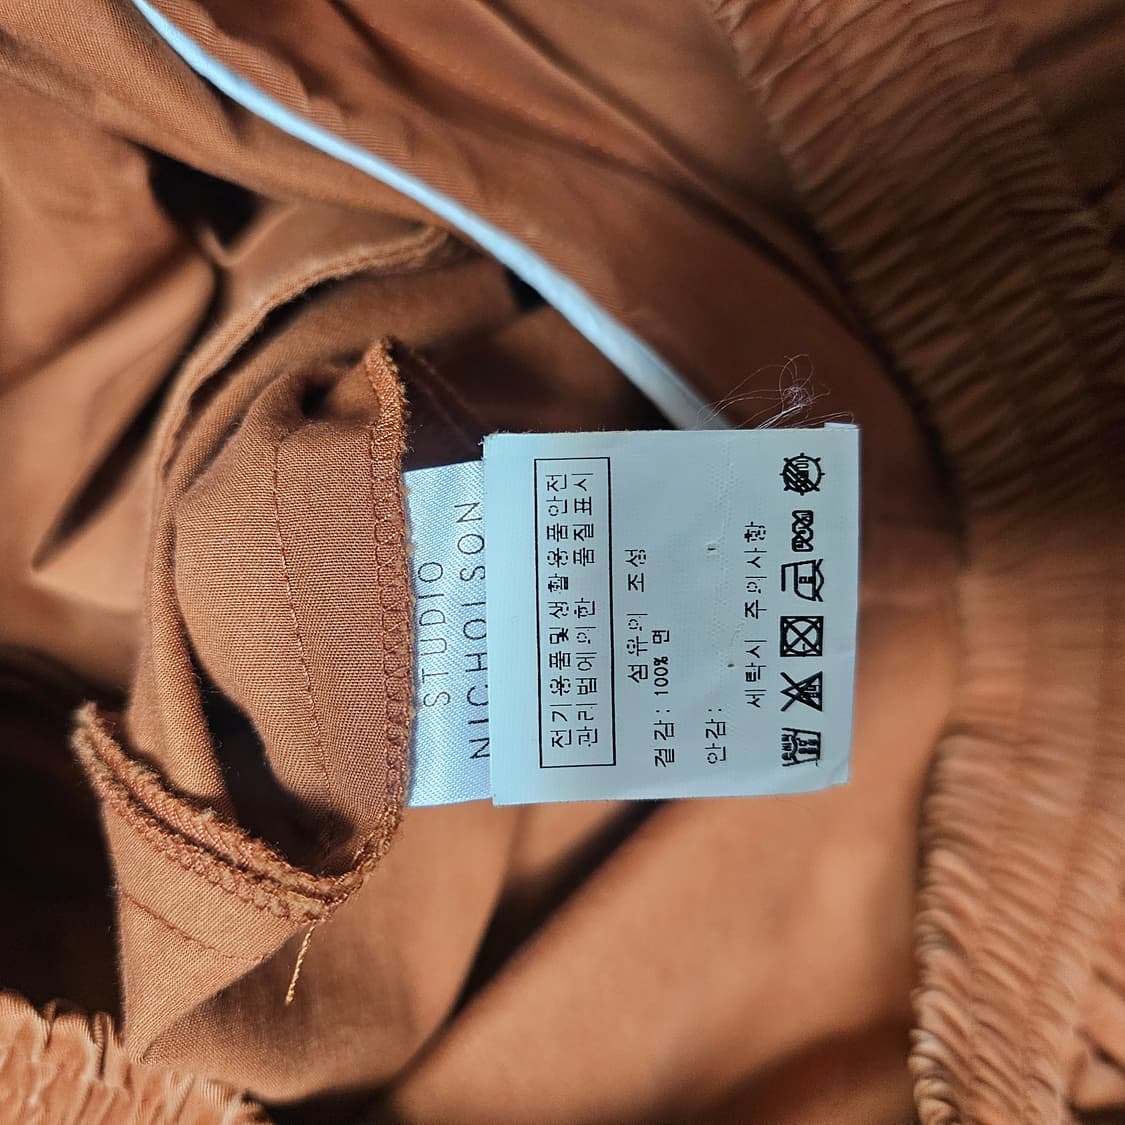 STUDIO
NICHOLSON
전기용품및생활용품안전
관리법에의한 품질표시
섬유의 조성
겉감: 100% 면
안감:
세탁시 주의사항